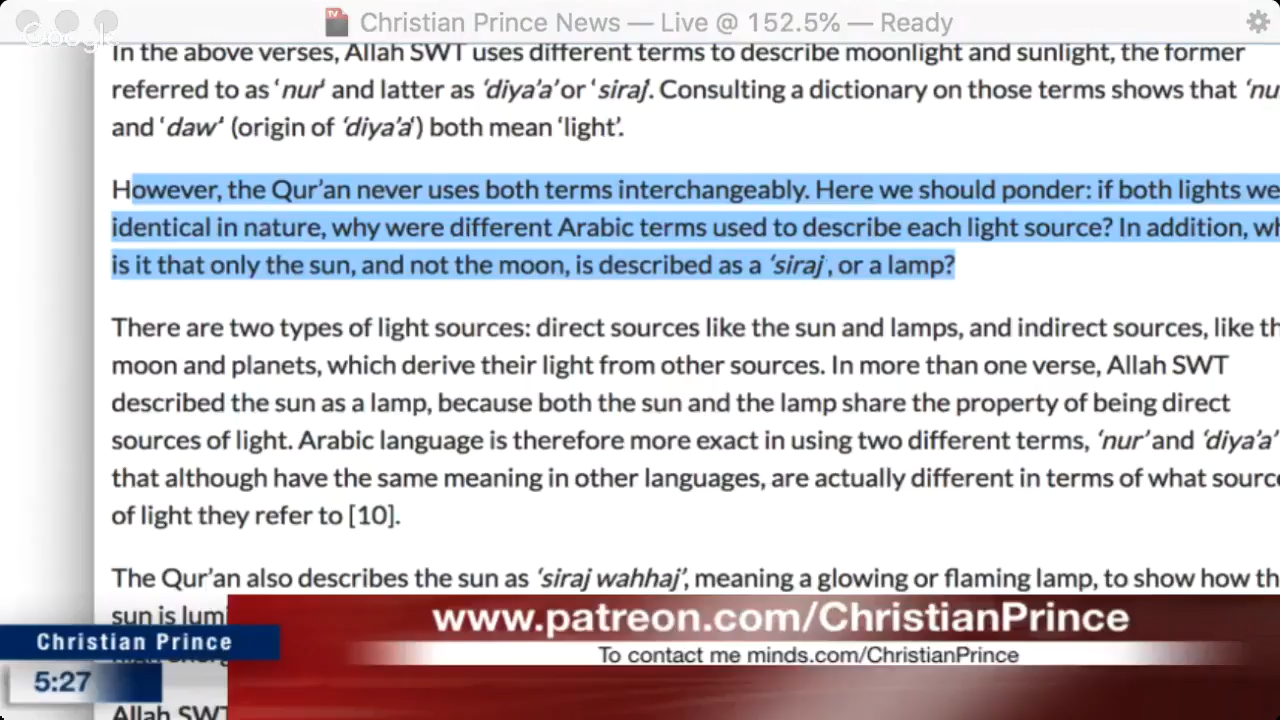 Christian Prince News — Live @ 152.5% — Ready
Google
In the above verses, Allah SWT uses different terms to describe moonlight and sunlight, the former
referred to as ‘nur’ and latter as ‘diya’a’ or ‘siraj’. Consulting a dictionary on those terms shows that
and ‘daw’’ (origin of ‘diya’a’) both mean ‘light’.
However, the Qur’an never uses both terms interchangeably. Here we should ponder: if both lights
identical in nature, why were different Arabic terms used to describe each light source? In addition,
is it that only the sun, and not the moon, is described as a ‘siraj’, or a lamp?
There are two types of light sources: direct sources like the sun and lamps, and indirect sources, like
moon and planets, which derive their light from other sources. In more than one verse, Allah SWT
described the sun as a lamp, because both the sun and the lamp share the property of being direct
sources of light. Arabic language is therefore more exact in using two different terms, ‘nur’ and ‘diya’a’
that although have the same meaning in other languages, are actually different in terms of what
of light they refer to [10].
The Qur’an also describes the sun as ‘siraj wahhaj’, meaning a glowing or flaming lamp, to show how
sun is
www.patreon.com/ChristianPrince
Christian Prince
To contact me minds.com/ChristianPrince
5:27
Allah SWT